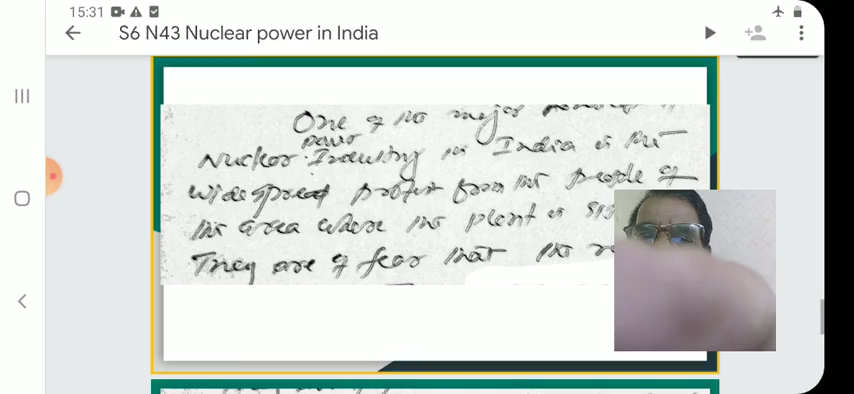 15:31
S6 N43 Nuclear power in India
One of the major
power
Nuclear Industry in India is the
widespread protest from the people of
the area where the plant is
They are of fear that the